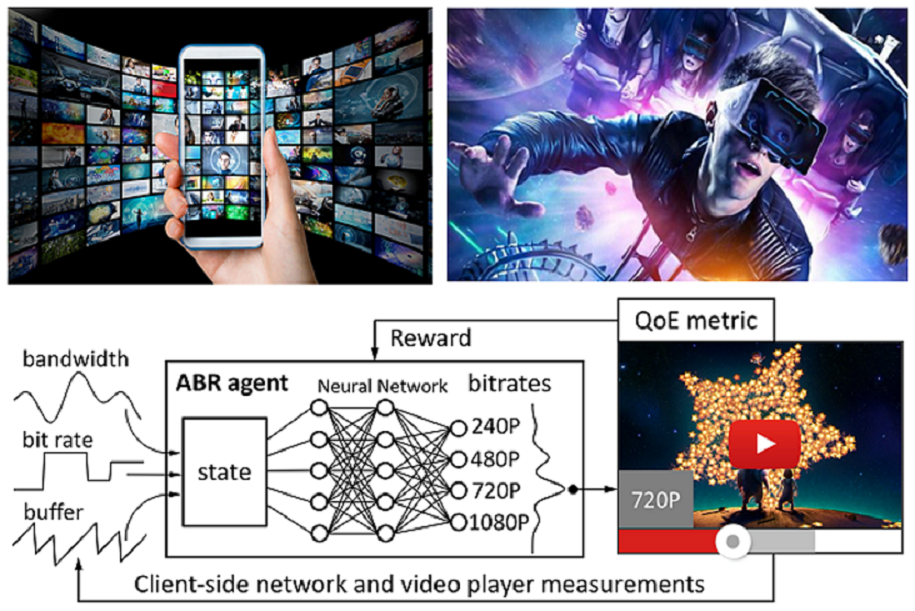 QoE metric
Reward
bandwidth
bit rate
buffer
ABR agent
Neural Network
bitrates
state
240P
480P
720P
1080P
720P
Client-side network and video player measurements